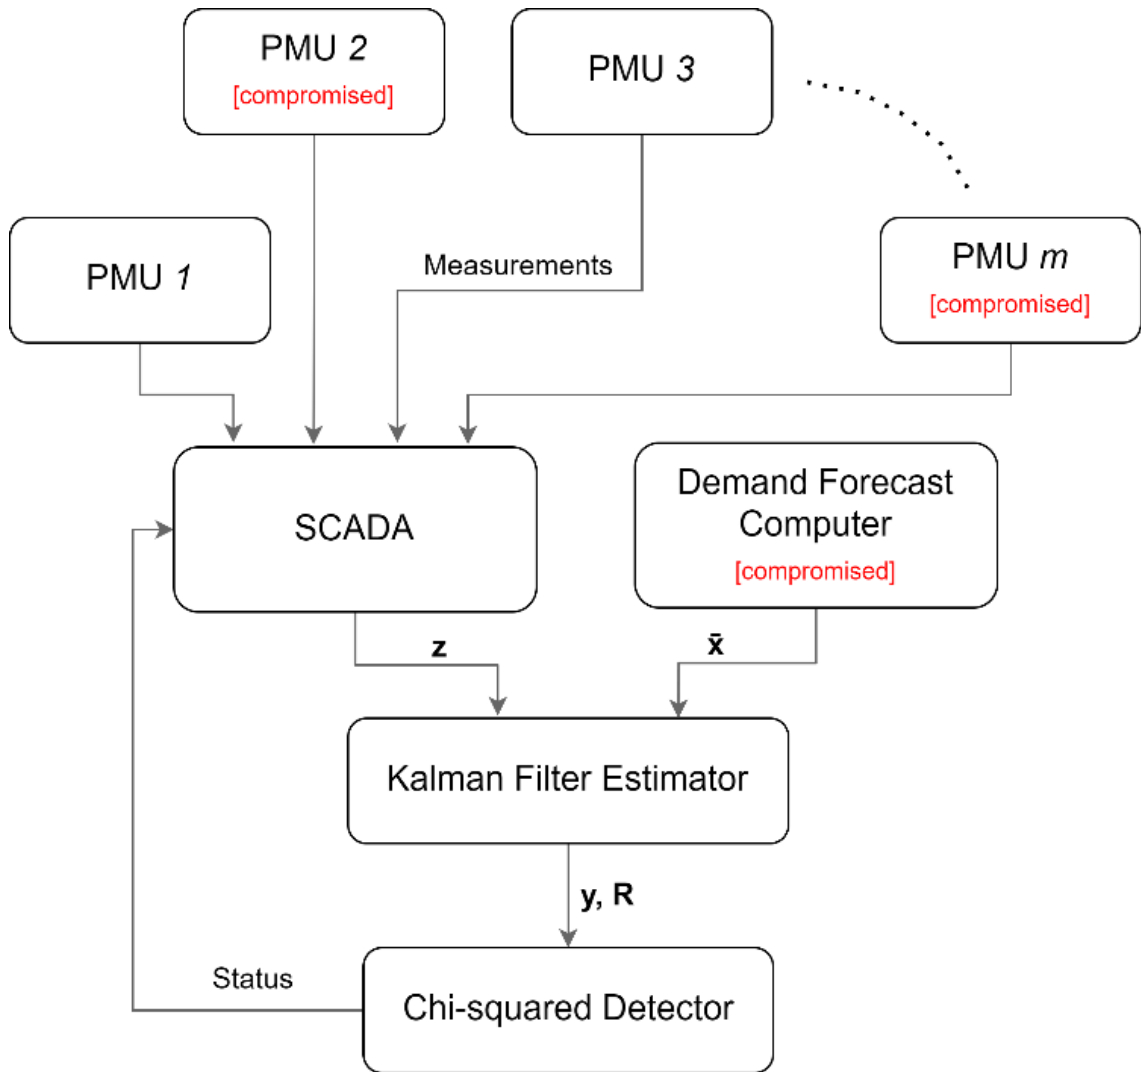 PMU 2
[compromised]
PMU 3
PMU 1
Measurements
PMU m
[compromised]
SCADA
Demand Forecast
Computer
[compromised]
z
x̄
Kalman Filter Estimator
y, R
Status
Chi-squared Detector